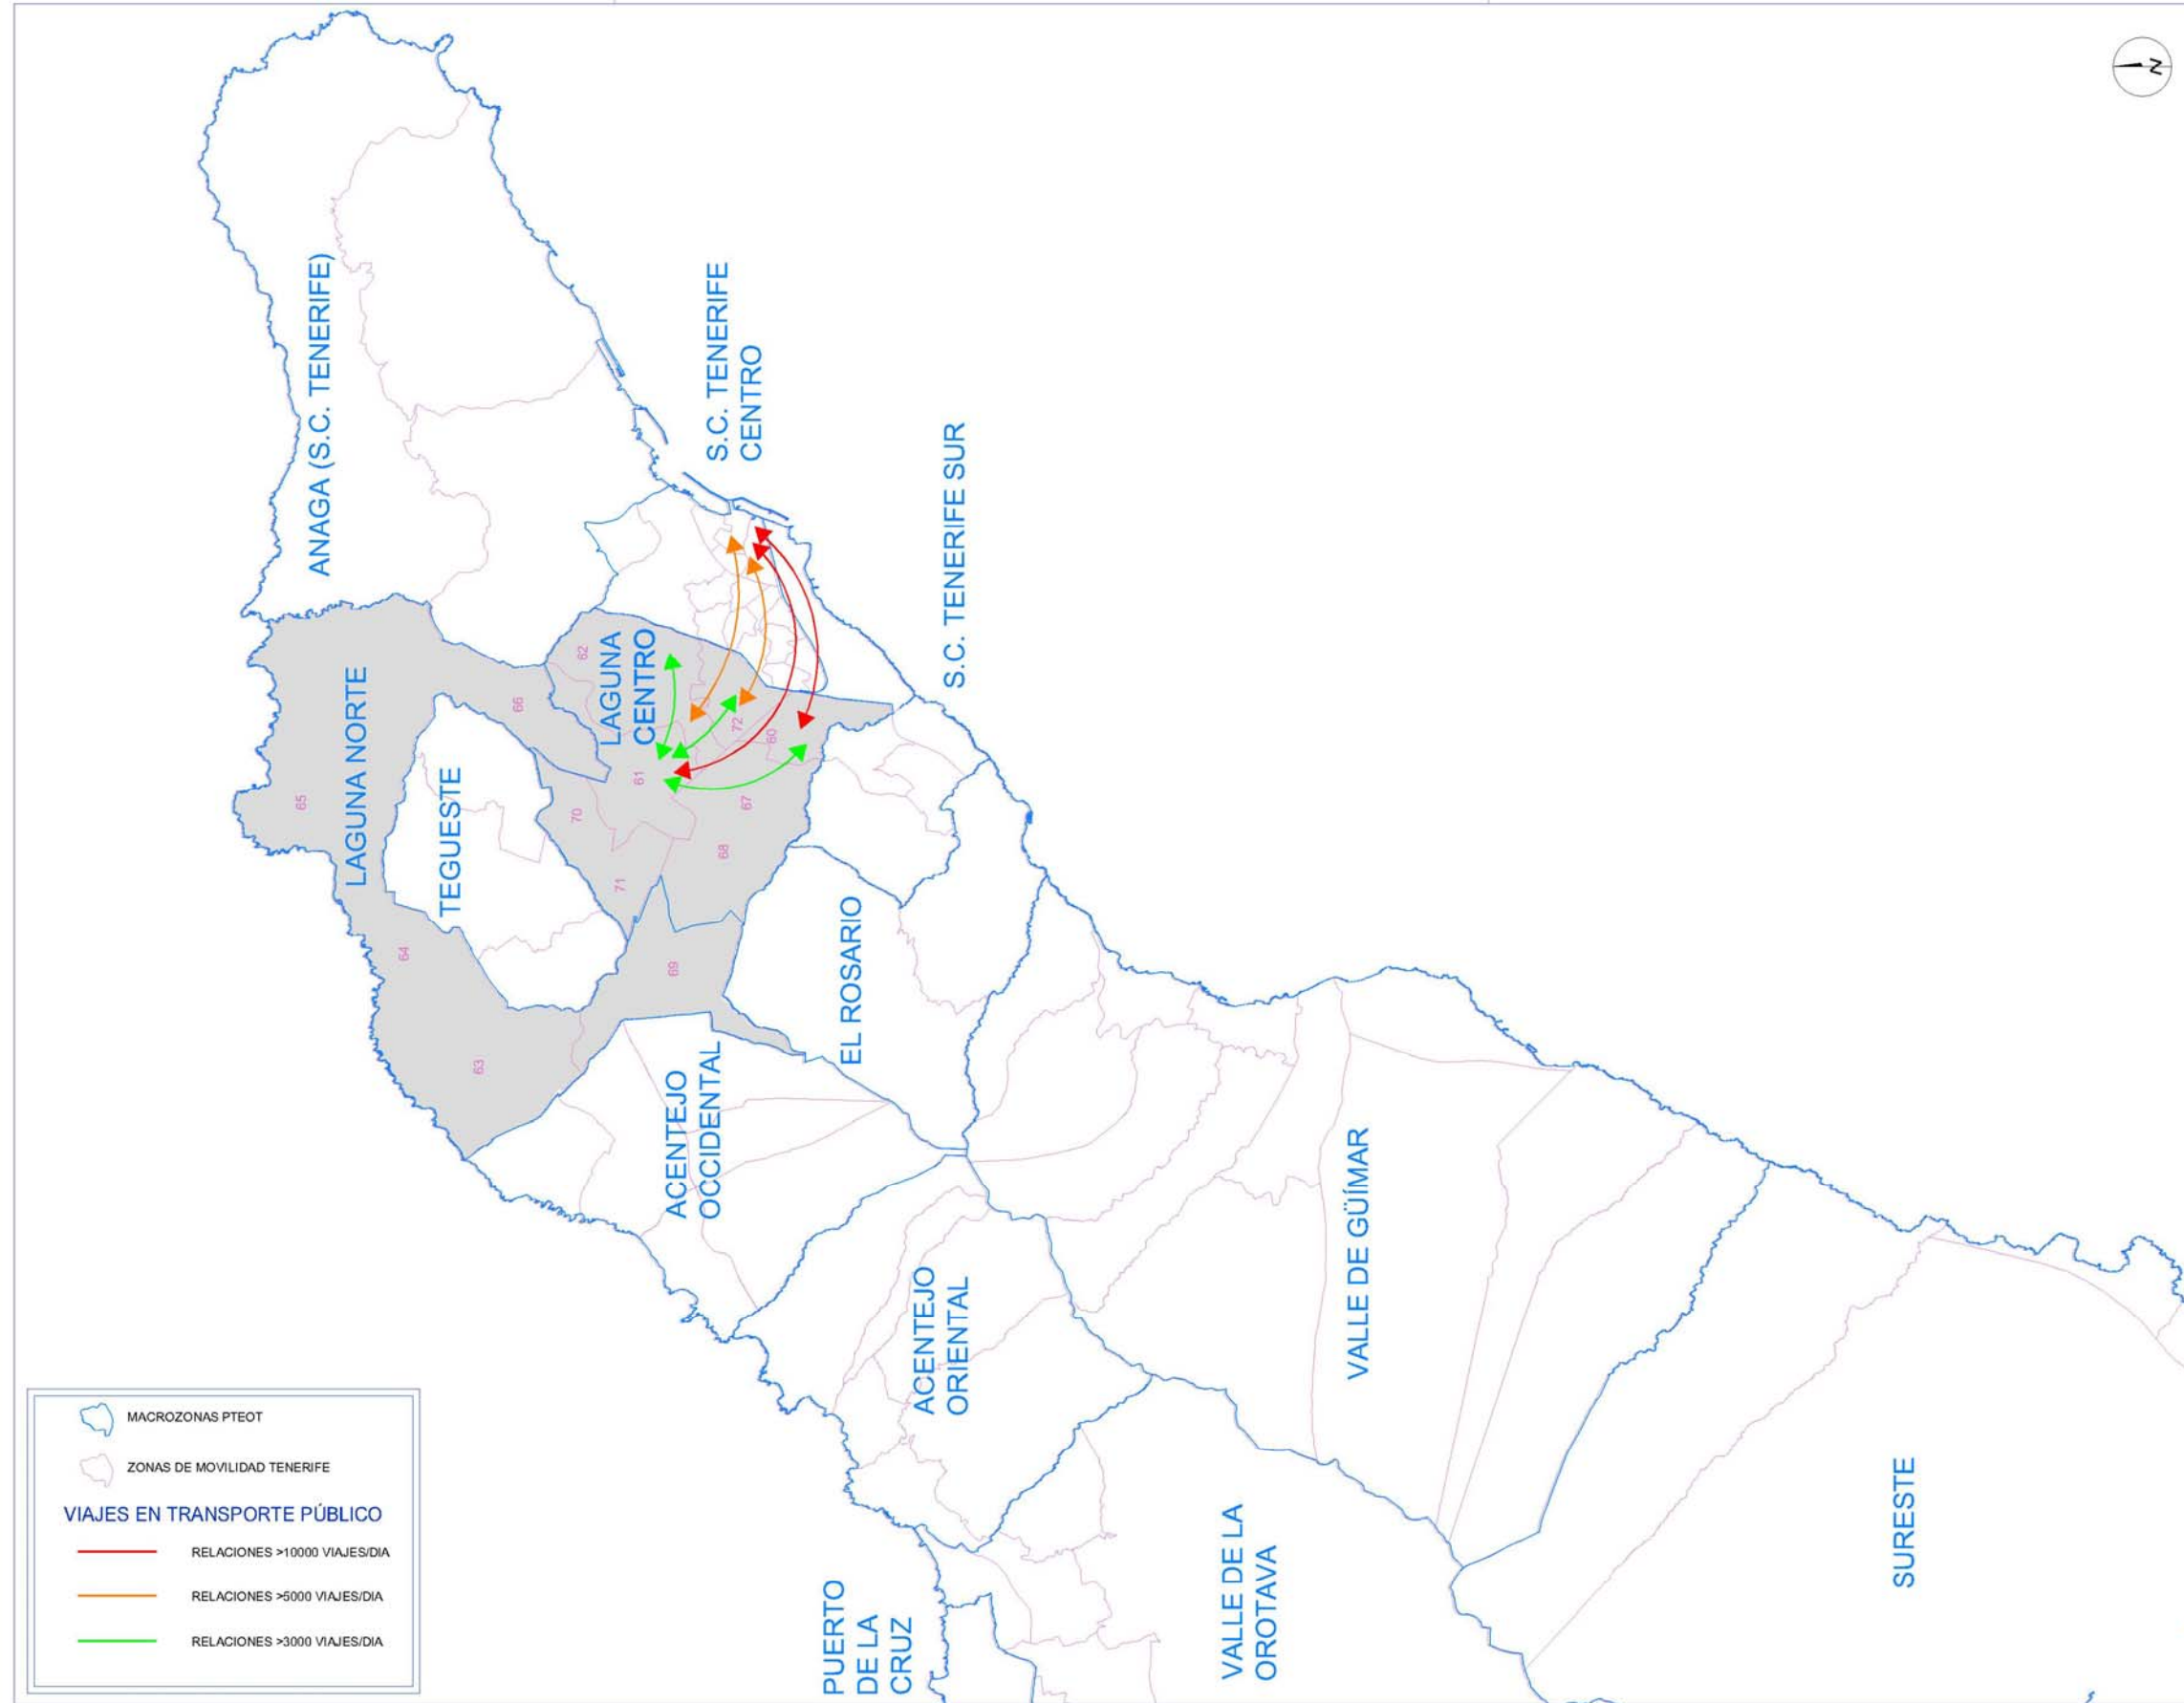 N
ANAGA (S.C. TENERIFE)
S.C. TENERIFE
CENTRO
S.C. TENERIFE SUR
LAGUNA NORTE
LAGUNA
CENTRO
TEGUESTE
62
66
72
60
61
65
67
70
68
71
64
69
63
EL ROSARIO
ACENTEJO
OCCIDENTAL
ACENTEJO
ORIENTAL
VALLE DE GÜÍMAR
PUERTO
DE LA
CRUZ
VALLE DE LA
OROTAVA
SURESTE
MACROZONAS PTEOT
ZONAS DE MOVILIDAD TENERIFE
VIAJES EN TRANSPORTE PÚBLICO
RELACIONES >10000 VIAJES/DIA
RELACIONES >5000 VIAJES/DIA
RELACIONES >3000 VIAJES/DIA